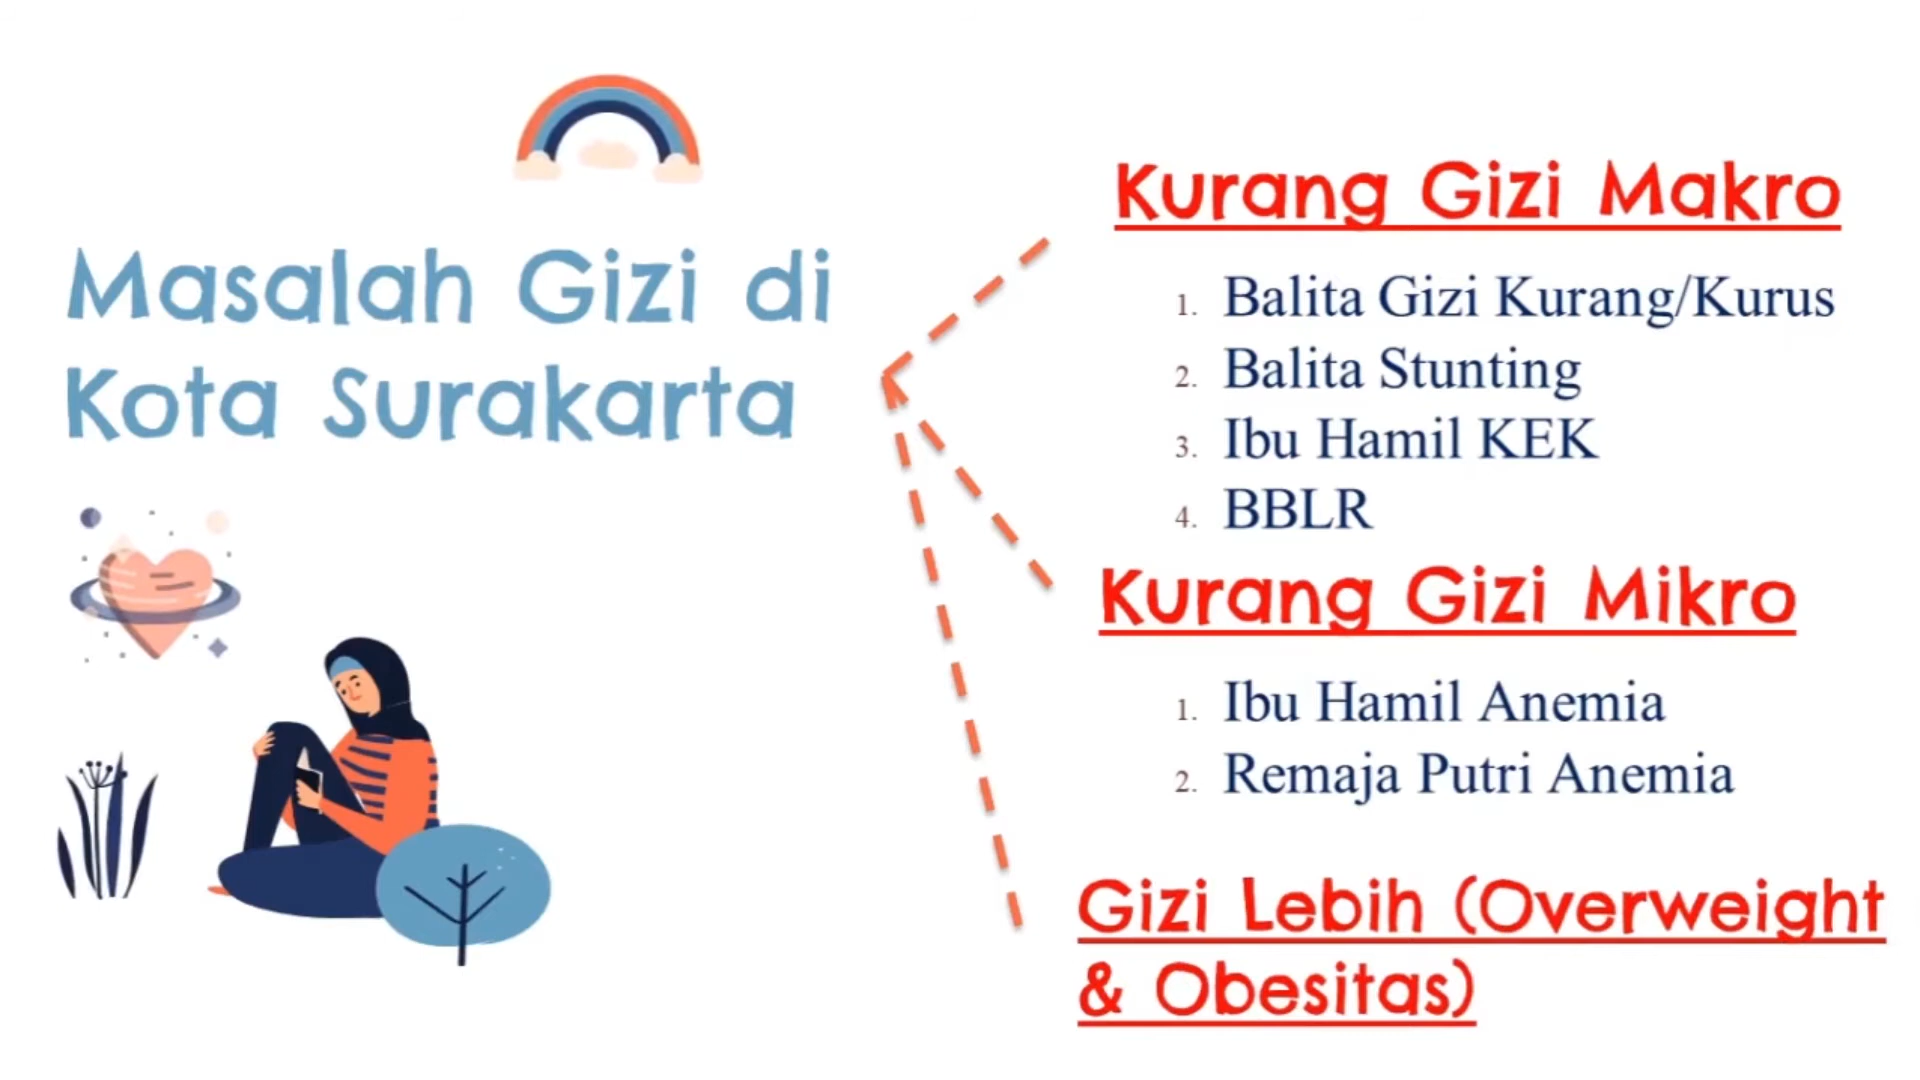 Masalah Gizi di
Kota Surakarta
Kurang Gizi Makro
1. Balita Gizi Kurang/Kurus
2. Balita Stunting
3. Ibu Hamil KEK
4. BBLR
Kurang Gizi Mikro
1. Ibu Hamil Anemia
2. Remaja Putri Anemia
Gizi Lebih (Overweight
& Obesitas)